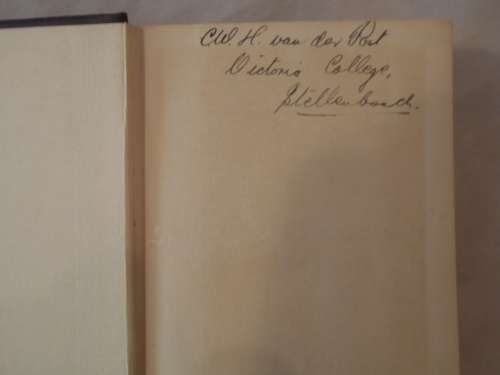 C.W. H. van der Post
Victoria College,
Stellenbosch.